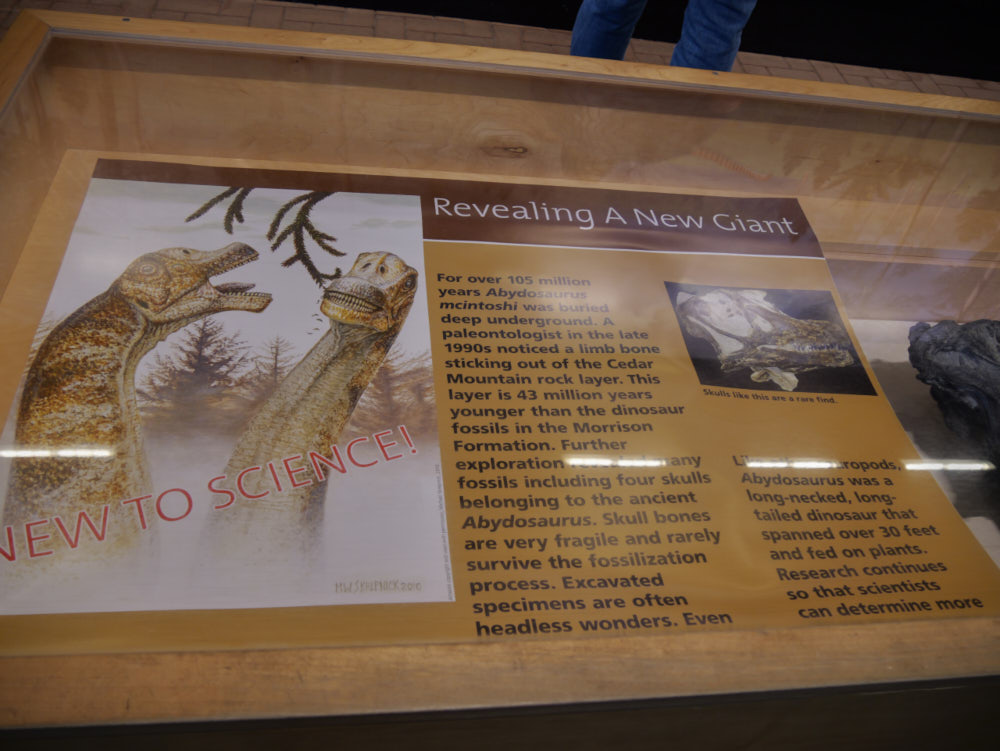 Revealing A New Giant
For over 105 million
years Abydosaurus
mcintoshi was buried
deep underground. A
paleontologist in the late
1990s noticed a limb bone
sticking out of the Cedar
Mountain rock layer. This
layer is 43 million years
younger than the dinosaur
fossils in the Morrison
Formation. Further
exploration any
fossils including four skulls
belonging to the ancient
Abydosaurus. Skull bones
are very fragile and rarely
survive the fossilization
process. Excavated
specimens are often
headless wonders. Even
Skulls like this are a rare find.
Abydosaurus was a
long-necked, long-
tailed dinosaur that
spanned over 30 feet
and fed on plants.
Research continues
so that scientists
can determine more
NEW TO SCIENCE!
2010